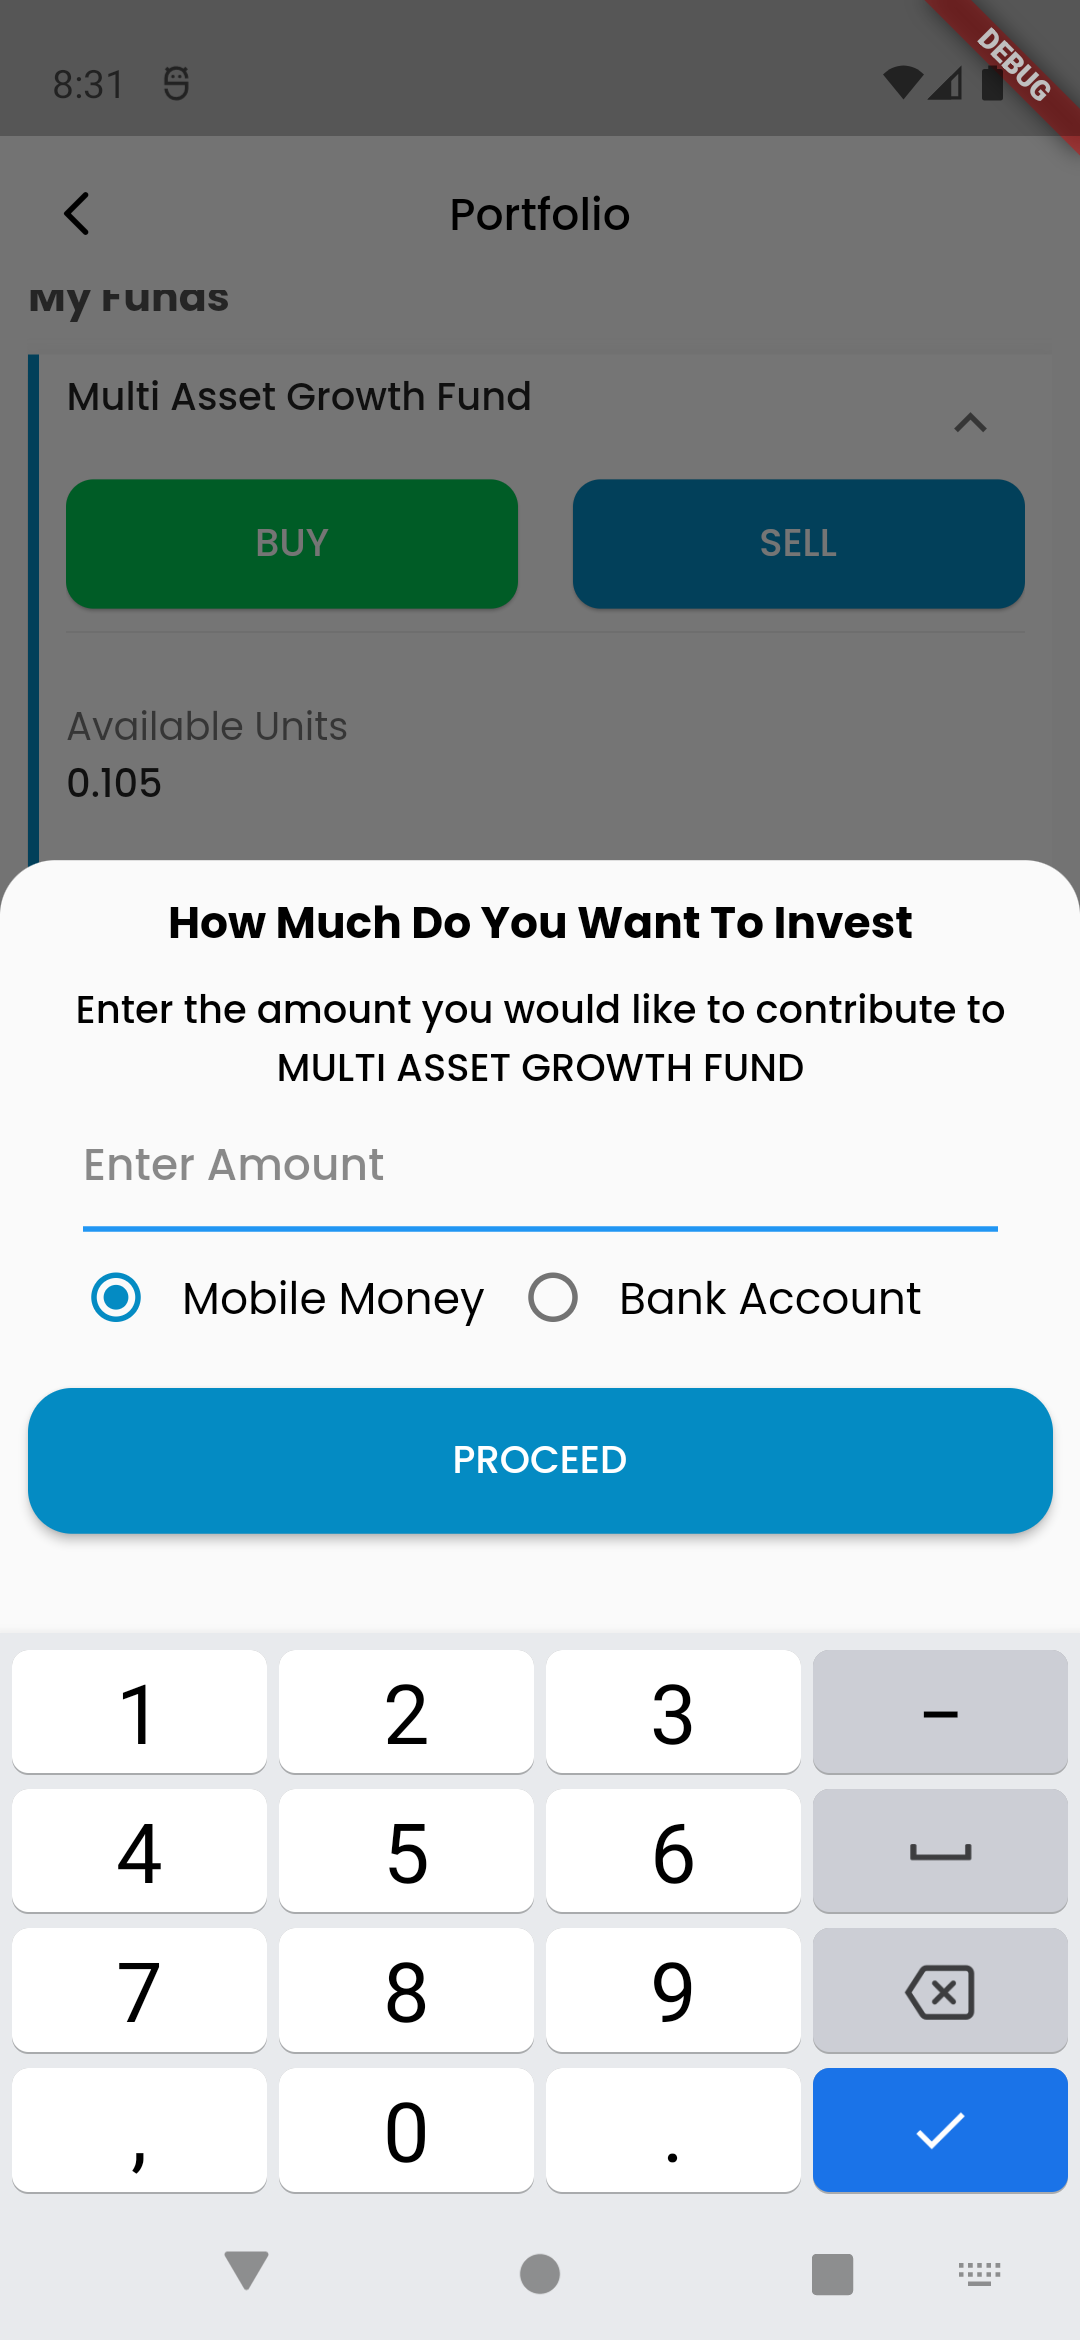 8:31
DEBUG
Portfolio
My Funds
Multi Asset Growth Fund
BUY
SELL
Available Units
0.105
How Much Do You Want To Invest
Enter the amount you would like to contribute to
MULTI ASSET GROWTH FUND
Enter Amount
Mobile Money
Bank Account
PROCEED
1 2 3 –
4 5 6
7 8 9
, 0 .